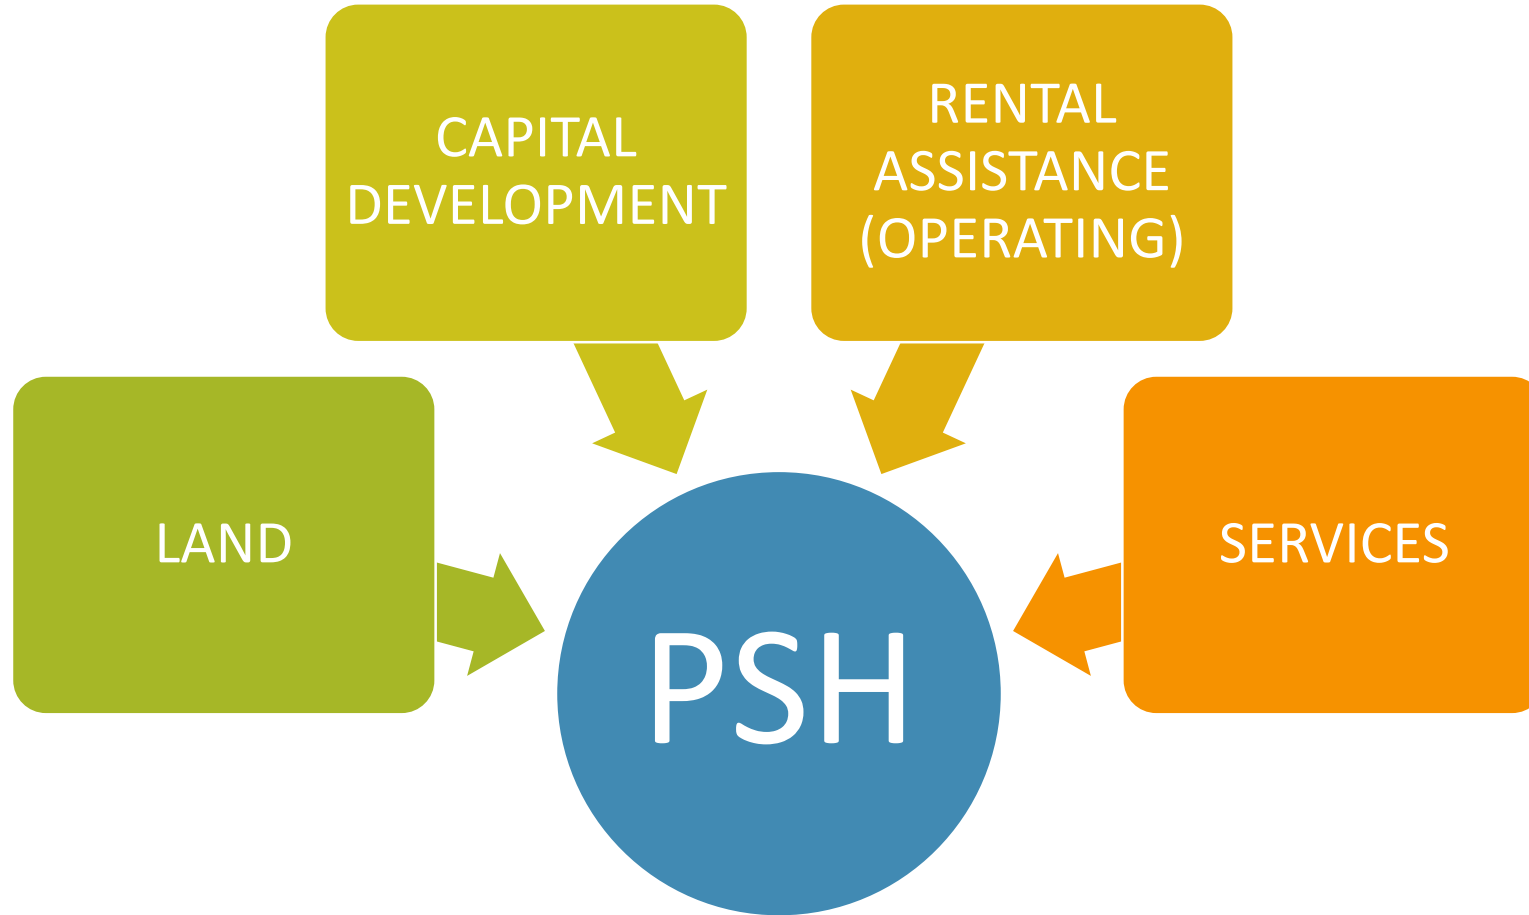 CAPITAL
DEVELOPMENT
RENTAL
ASSISTANCE
(OPERATING)
LAND
SERVICES
PSH